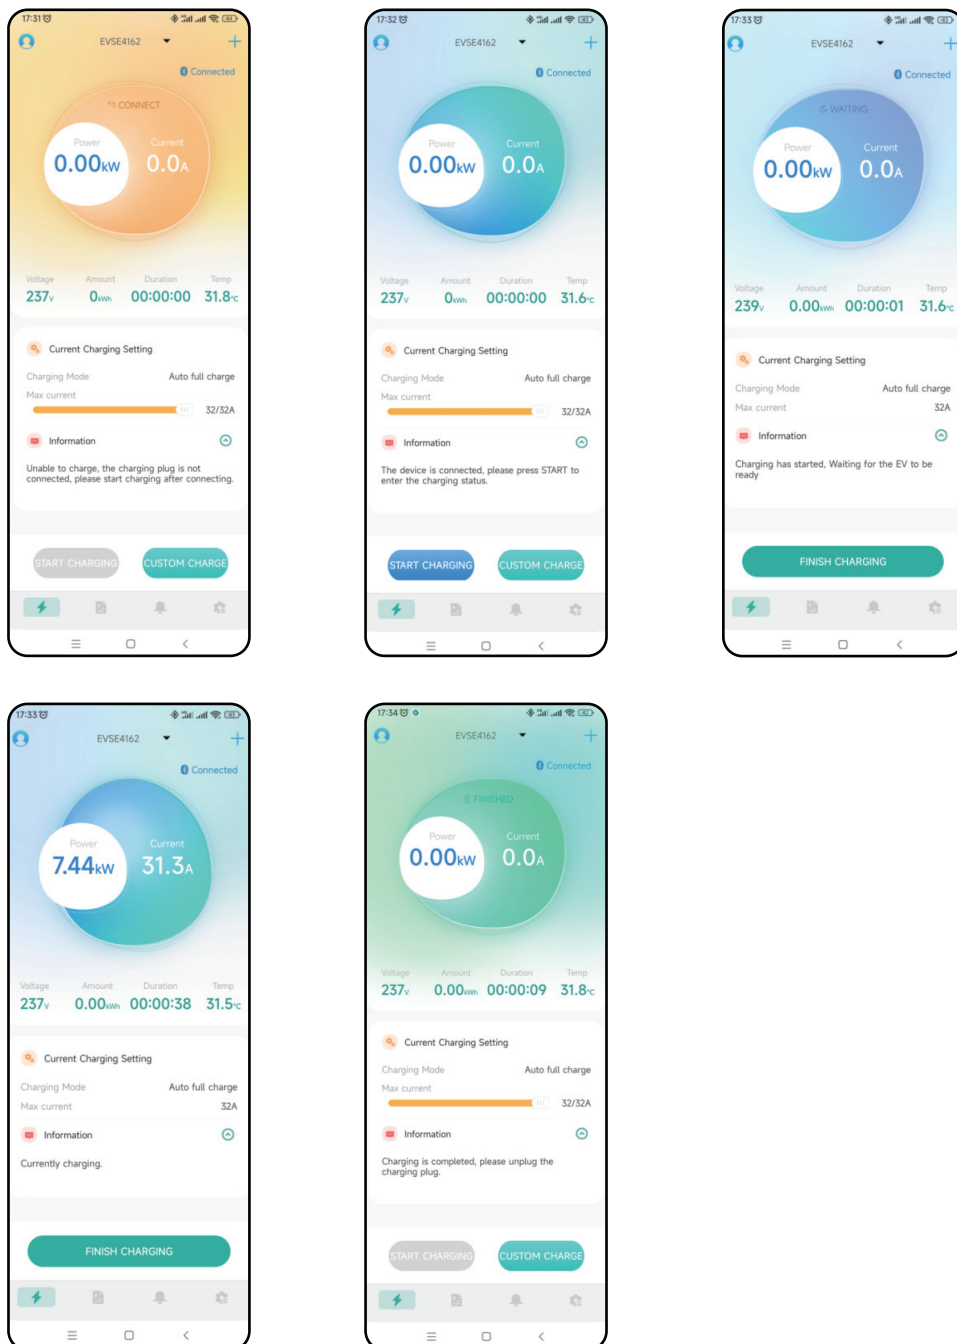 17:31
EVSE4162
Connected
CONNECT
Power
Current
0.00kW
0.0A
Voltage Amount Duration Temp
237V 0kWh 00:00:00 31.8°C
Current Charging Setting
Charging Mode Auto full charge
Max current
32/32A
Information
Unable to charge, the charging plug is not
connected, please start charging after connecting.
START CHARGING CUSTOM CHARGE
17:32
EVSE4162
Connected
Power
Current
0.00kW
0.0A
Voltage Amount Duration Temp
237V 0kWh 00:00:00 31.6°C
Current Charging Setting
Charging Mode Auto full charge
Max current
32/32A
Information
The device is connected, please press START to
enter the charging status.
START CHARGING CUSTOM CHARGE
17:33
EVSE4162
Connected
WAITING
Power
Current
0.00kW
0.0A
Voltage Amount Duration Temp
239V 0.00kWh 00:00:01 31.6°C
Current Charging Setting
Charging Mode Auto full charge
Max current 32A
Information
Charging has started, Waiting for the EV to be
ready
FINISH CHARGING
17:33
EVSE4162
Connected
Power
Current
7.44kW
31.3A
Voltage Amount Duration Temp
237V 0.00kWh 00:00:38 31.5°C
Current Charging Setting
Charging Mode Auto full charge
Max current 32A
Information
Currently charging.
FINISH CHARGING
17:34
EVSE4162
Connected
FINISHED
Power
Current
0.00kW
0.0A
Voltage Amount Duration Temp
237V 0.00kWh 00:00:09 31.8°C
Current Charging Setting
Charging Mode Auto full charge
Max current
32/32A
Information
Charging is completed, please unplug the
charging plug.
START CHARGING CUSTOM CHARGE